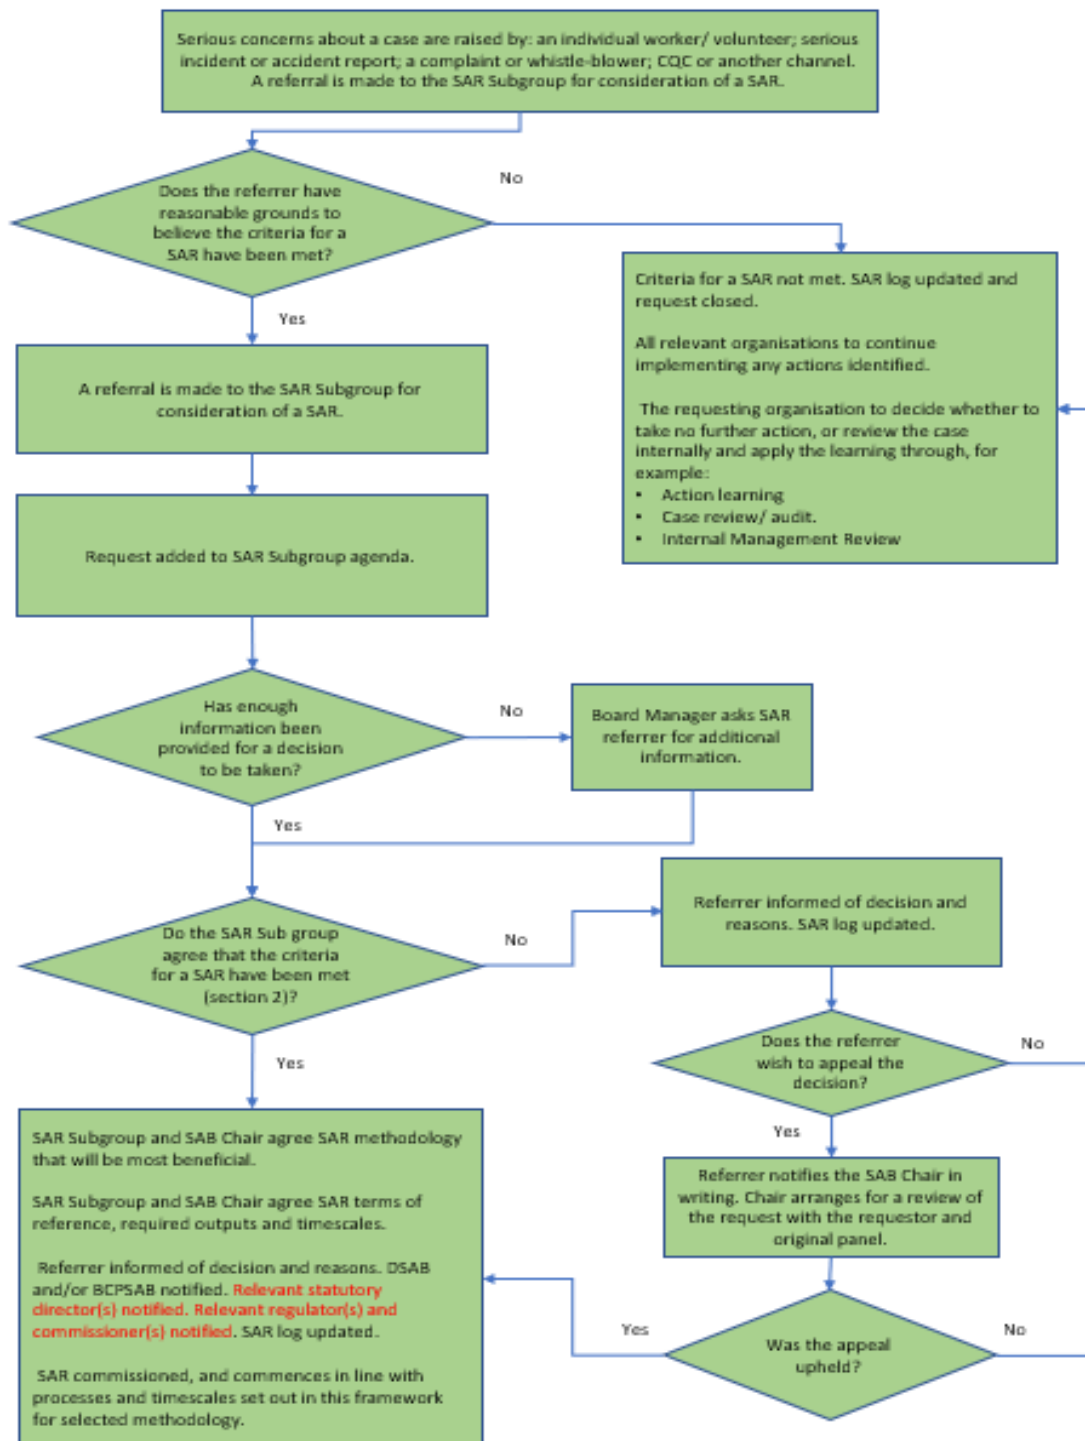 Serious concerns about a case are raised by: an individual worker/ volunteer; serious
incident or accident report; a complaint or whistle-blower; CQC or another channel.
A referral is made to the SAR Subgroup for consideration of a SAR.
No
Does the referrer have
reasonable grounds to
believe the criteria for a
SAR have been met?
Yes
Criteria for a SAR not met. SAR log updated and
request closed.
All relevant organisations to continue
implementing any actions identified.
The requesting organisation to decide whether to
take no further action, or review the case
internally and apply the learning through, for
example:
• Action learning
• Case review/ audit.
• Internal Management Review
A referral is made to the SAR Subgroup for
consideration of a SAR.
Request added to SAR Subgroup agenda.
Has enough
information been
provided for a decision
to be taken?
No
Board Manager asks SAR
referrer for additional
information.
Yes
Do the SAR Sub group
agree that the criteria
for a SAR have been met
(section 2)?
No
Referrer informed of decision and
reasons. SAR log updated.
Does the referrer
wish to appeal the
decision?
No
Yes
Yes
Referrer notifies the SAB Chair in
writing. Chair arranges for a review of
the request with the requestor and
original panel.
Was the appeal
upheld?
Yes
No
SAR Subgroup and SAB Chair agree SAR methodology
that will be most beneficial.
SAR Subgroup and SAB Chair agree SAR terms of
reference, required outputs and timescales.
Referrer informed of decision and reasons. DSAB
and/or BCPSAB notified. Relevant statutory
director(s) notified. Relevant regulator(s) and
commissioner(s) notified. SAR log updated.
SAR commissioned, and commences in line with
processes and timescales set out in this framework
for selected methodology.